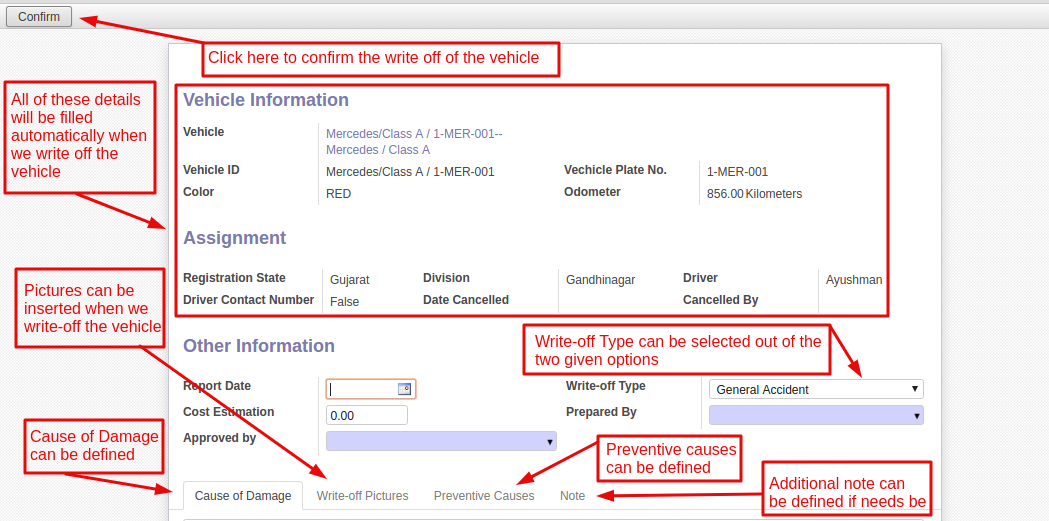 Confirm
Click here to confirm the write off of the vehicle
All of these details
will be filled
automatically when
we write off the
vehicle
Vehicle Information
Vehicle
Mercedes/Class A / 1-MER-001--
Mercedes / Class A
Vehicle ID Mercedes/Class A / 1-MER-001 Vechicle Plate No. 1-MER-001
Color RED Odometer 856.00 Kilometers
Assignment
Registration State Gujarat Division Gandhinagar Driver Ayushman
Driver Contact Number False Date Cancelled Cancelled By
Pictures can be
inserted when we
write-off the vehicle
Other Information
Write-off Type can be selected out of the
two given options
Report Date Write-off Type General Accident
Cost Estimation 0.00 Prepared By
Approved by
Cause of Damage
can be defined
Preventive causes
can be defined
Additional note can
be defined if needs be
Cause of Damage Write-off Pictures Preventive Causes Note